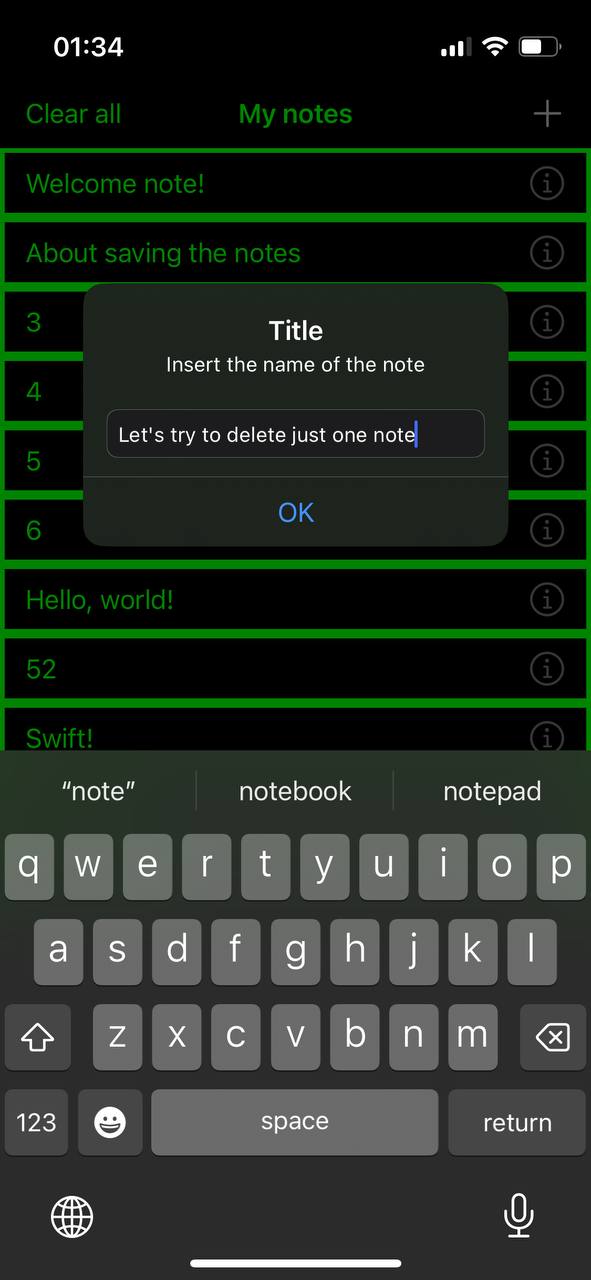 01:34
Clear all My notes
Welcome note!
About saving the notes
3
4
5
6
Title
Insert the name of the note
Let's try to delete just one note
OK
Hello, world!
52
Swift!
“note” notebook notepad
q w e r t y u i o p
a s d f g h j k l
z x c v b n m
123 space return